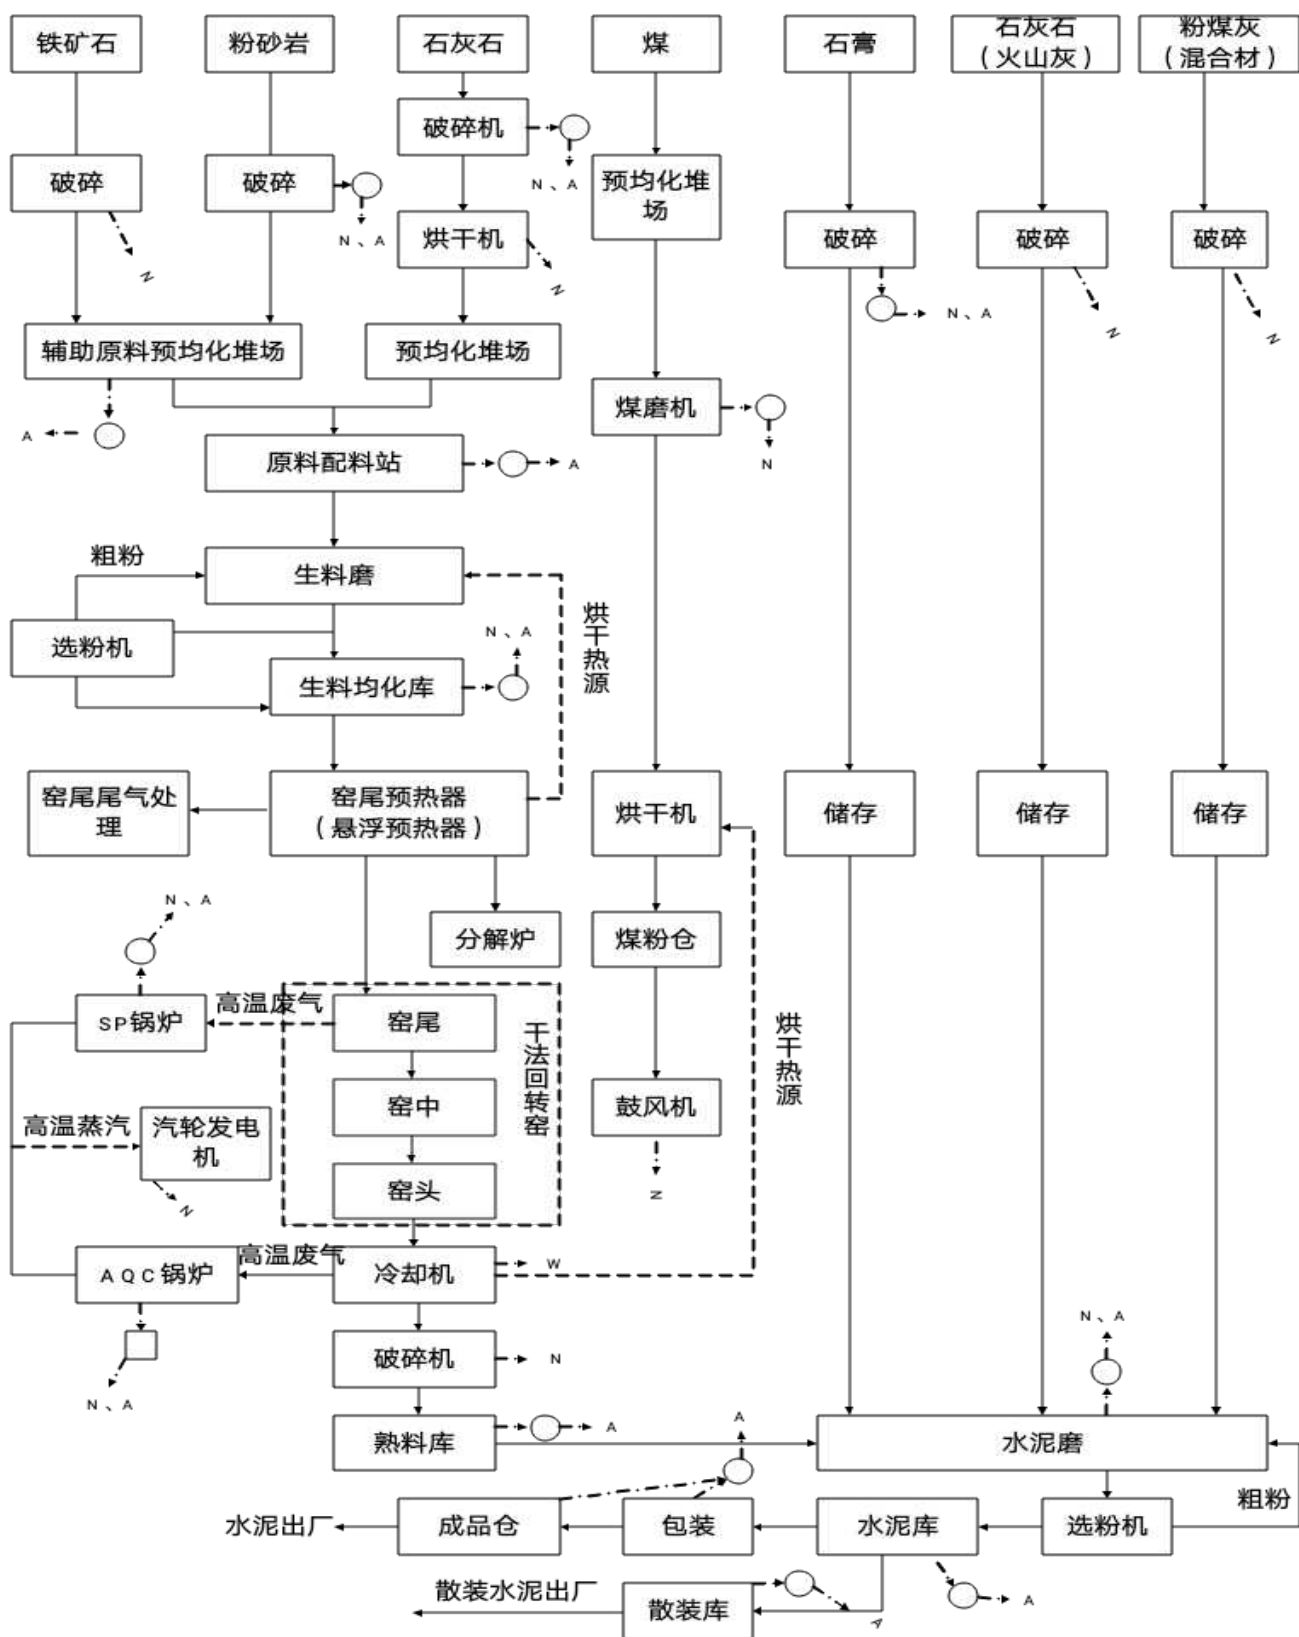 铁矿石
粉砂岩
石灰石
煤
石膏
石灰石
(火山灰)
粉煤灰
(混合材)
破碎机
N、A
破碎
N
破碎
N、A
烘干机
N
预均化堆
场
破碎
N、A
破碎
N
破碎
N
辅助原料预均化堆场
A
预均化堆场
煤磨机
N
原料配料站
A
粗粉
生料磨
烘干热源
选粉机
N、A
生料均化库
窑尾尾气处
理
窑尾预热器
(悬浮预热器)
烘干机
储存
储存
储存
N、A
分解炉
煤粉仓
SP锅炉
高温废气
窑尾
干法回转窑
烘干热源
高温蒸汽
汽轮发电
机
N
窑中
鼓风机
N
窑头
AQC锅炉
高温废气
冷却机
W
N、A
破碎机
N
N、A
熟料库
A
A
水泥磨
粗粉
水泥出厂
成品仓
包装
水泥库
选粉机
A
散装水泥出厂
散装库
A